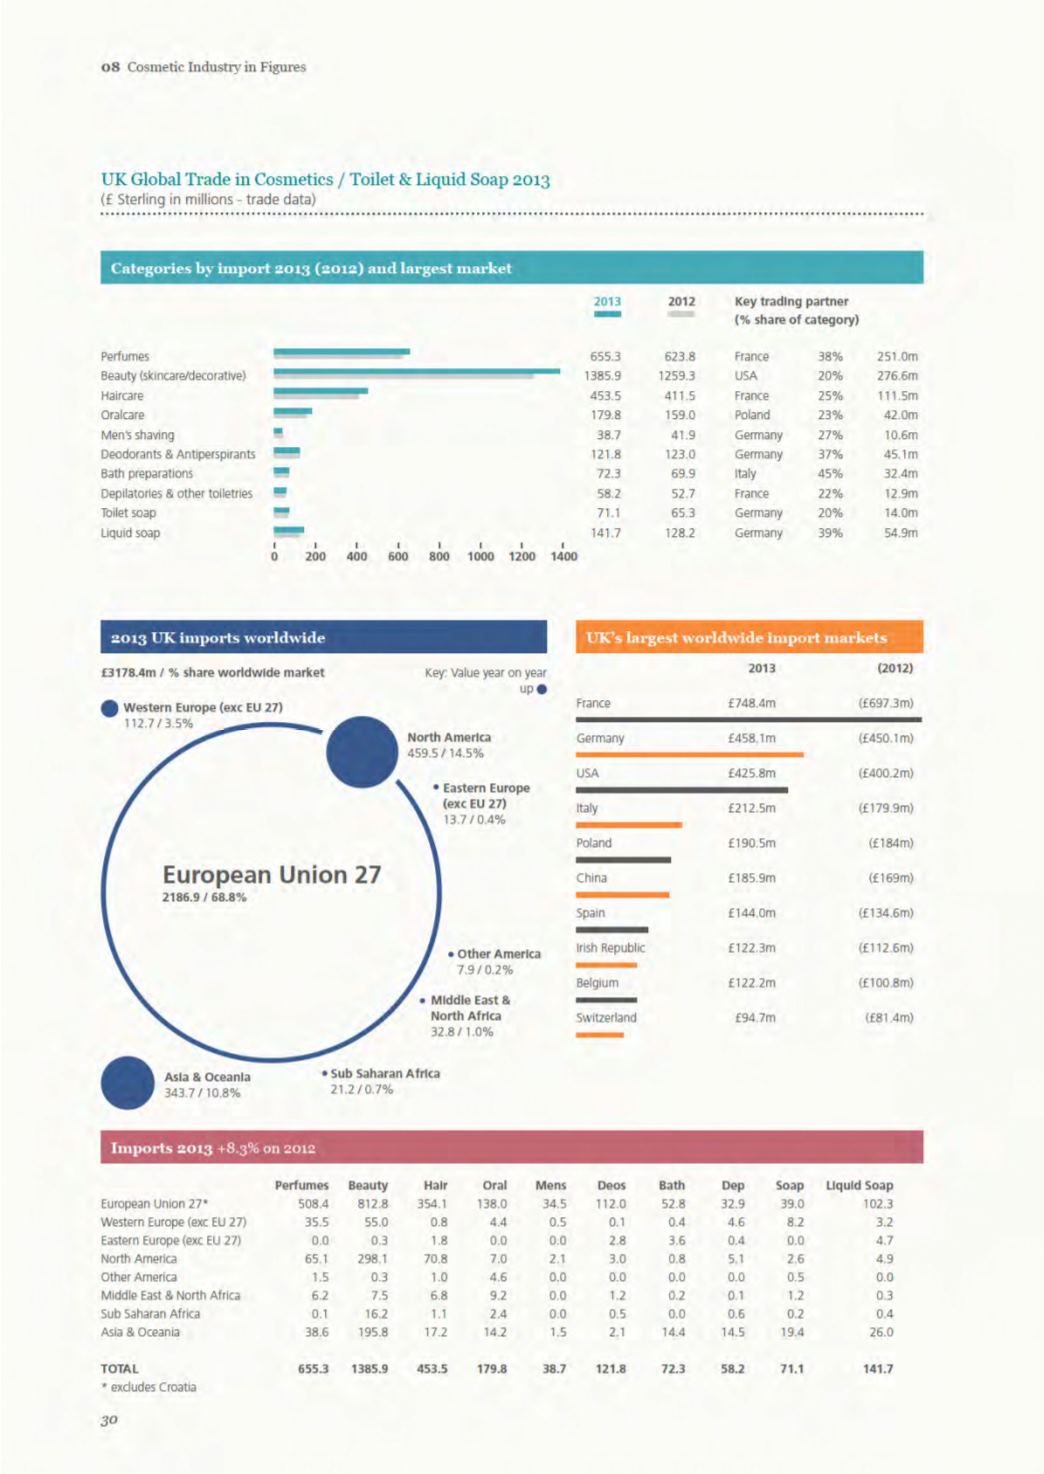 08 Cosmetic Industry in Figures
UK Global Trade in Cosmetics / Toilet & Liquid Soap 2013
(£ Sterling in millions - trade data)
Categories by import 2013 (2012) and largest market
2013 2012 Key trading partner
(% share of category)
Perfumes 655.3 623.8 France 38% 251.0m
Beauty (skincare/decorative) 1385.9 1259.3 USA 20% 276.6m
Haircare 453.5 411.5 France 25% 111.5m
Oralcare 179.8 159.0 Poland 23% 42.0m
Men's shaving 38.7 41.9 Germany 27% 10.6m
Deodorants & Antiperspirants 121.8 123.0 Germany 37% 45.1m
Bath preparations 72.3 69.9 Italy 45% 32.4m
Depilatories & other toiletries 58.2 52.7 France 22% 12.9m
Toilet soap 71.1 65.3 Germany 20% 14.0m
Liquid soap 141.7 128.2 Germany 39% 54.9m
0 200 400 600 800 1000 1200 1400
2013 UK imports worldwide
£3178.4m / % share worldwide market
Key: Value year on year
up
Western Europe (exc EU 27)
112.7 / 3.5%
North America
459.5 / 14.5%
Eastern Europe
(exc EU 27)
13.7 / 0.4%
European Union 27
2186.9 / 68.8%
Other America
7.9 / 0.2%
Middle East &
North Africa
32.8 / 1.0%
Sub Saharan Africa
21.2 / 0.7%
Asia & Oceania
343.7 / 10.8%
UK's largest worldwide import markets
2013 (2012)
France £748.4m (£697.3m)
Germany £458.1m (£450.1m)
USA £425.8m (£400.2m)
Italy £212.5m (£179.9m)
Poland £190.5m (£184m)
China £185.9m (£169m)
Spain £144.0m (£134.6m)
Irish Republic £122.3m (£112.6m)
Belgium £122.2m (£100.8m)
Switzerland £94.7m (£81.4m)
Imports 2013 +8.3% on 2012
Perfumes Beauty Hair Oral Mens Deos Bath Dep Soap Liquid Soap
European Union 27* 508.4 812.8 354.1 138.0 34.5 112.0 52.8 32.9 39.0 102.3
Western Europe (exc EU 27) 35.5 55.0 0.8 4.4 0.5 0.1 0.4 4.6 8.2 3.2
Eastern Europe (exc EU 27) 0.0 0.3 1.8 0.0 0.0 2.8 3.6 0.4 0.0 4.7
North America 65.1 298.1 70.8 7.0 2.1 3.0 0.8 5.1 2.6 4.9
Other America 1.5 0.3 1.0 4.6 0.0 0.0 0.0 0.0 0.5 0.0
Middle East & North Africa 6.2 7.5 6.8 9.2 0.0 1.2 0.2 0.1 1.2 0.3
Sub Saharan Africa 0.1 16.2 1.1 2.4 0.0 0.5 0.0 0.6 0.2 0.4
Asia & Oceania 38.6 195.8 17.2 14.2 1.5 2.1 14.4 14.5 19.4 26.0
TOTAL 655.3 1385.9 453.5 179.8 38.7 121.8 72.3 58.2 71.1 141.7
* excludes Croatia
30